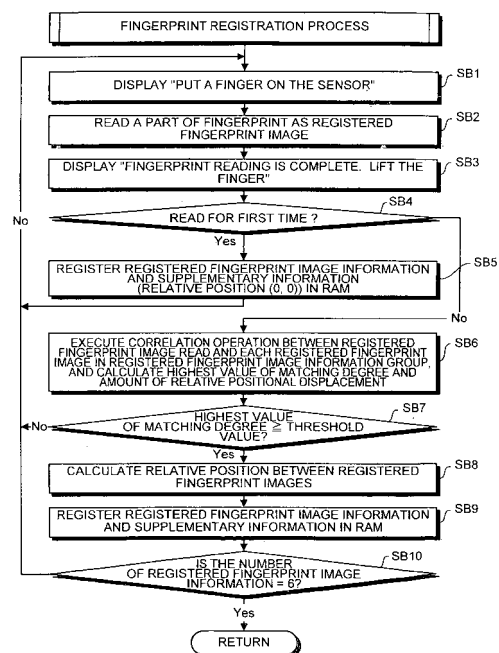 FINGERPRINT REGISTRATION PROCESS
SB1
DISPLAY "PUT A FINGER ON THE SENSOR"
SB2
READ A PART OF FINGERPRINT AS REGISTERED
FINGERPRINT IMAGE
SB3
DISPLAY "FINGERPRINT READING IS COMPLETE. LIFT THE
FINGER"
SB4
READ FOR FIRST TIME ?
No
Yes
SB5
REGISTER REGISTERED FINGERPRINT IMAGE INFORMATION
AND SUPPLEMENTARY INFORMATION
(RELATIVE POSITION (0, 0)) IN RAM
No
SB6
EXECUTE CORRELATION OPERATION BETWEEN REGISTERED
FINGERPRINT IMAGE READ AND EACH REGISTERED FINGERPRINT
IMAGE IN REGISTERED FINGERPRINT IMAGE INFORMATION GROUP,
AND CALCULATE HIGHEST VALUE OF MATCHING DEGREE AND
AMOUNT OF RELATIVE POSITIONAL DISPLACEMENT
SB7
HIGHEST VALUE
OF MATCHING DEGREE ≧ THRESHOLD
VALUE?
No
Yes
SB8
CALCULATE RELATIVE POSITION BETWEEN REGISTERED
FINGERPRINT IMAGES
SB9
REGISTER REGISTERED FINGERPRINT IMAGE INFORMATION
AND SUPPLEMENTARY INFORMATION IN RAM
SB10
IS THE NUMBER
OF REGISTERED FINGERPRINT IMAGE
INFORMATION = 6?
Yes
RETURN